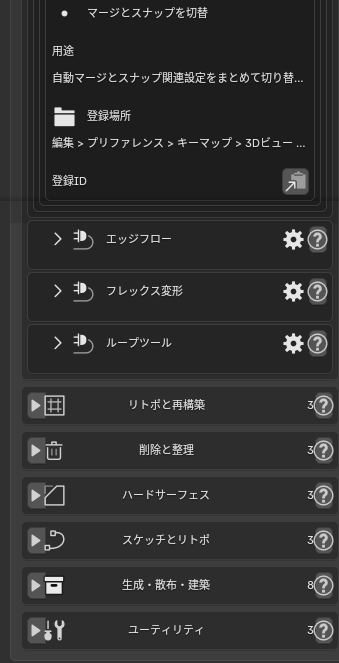 マージとスナップを切替
用途
自動マージとスナップ関連設定をまとめて切り替...
登録場所
編集 > プリファレンス > キーマップ > 3Dビュー ...
登録ID
エッジフロー
フレックス変形
ループツール
リトポと再構築 3
削除と整理 3
ハードサーフェス 3
スケッチとリトポ 3
生成・散布・建築 8
ユーティリティ 3